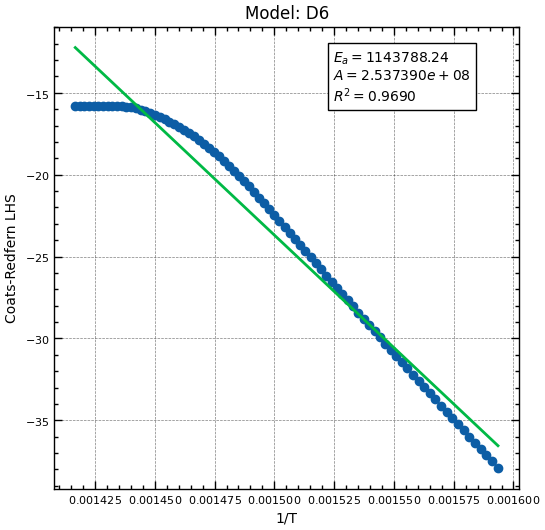 Model: D6
E_a = 1143788.24
A = 2.537390e + 08
R^2 = 0.9690
Coats-Redfern LHS
−15
−20
−25
−30
−35
0.001425 0.001450 0.001475 0.001500 0.001525 0.001550 0.001575 0.001600
1/T